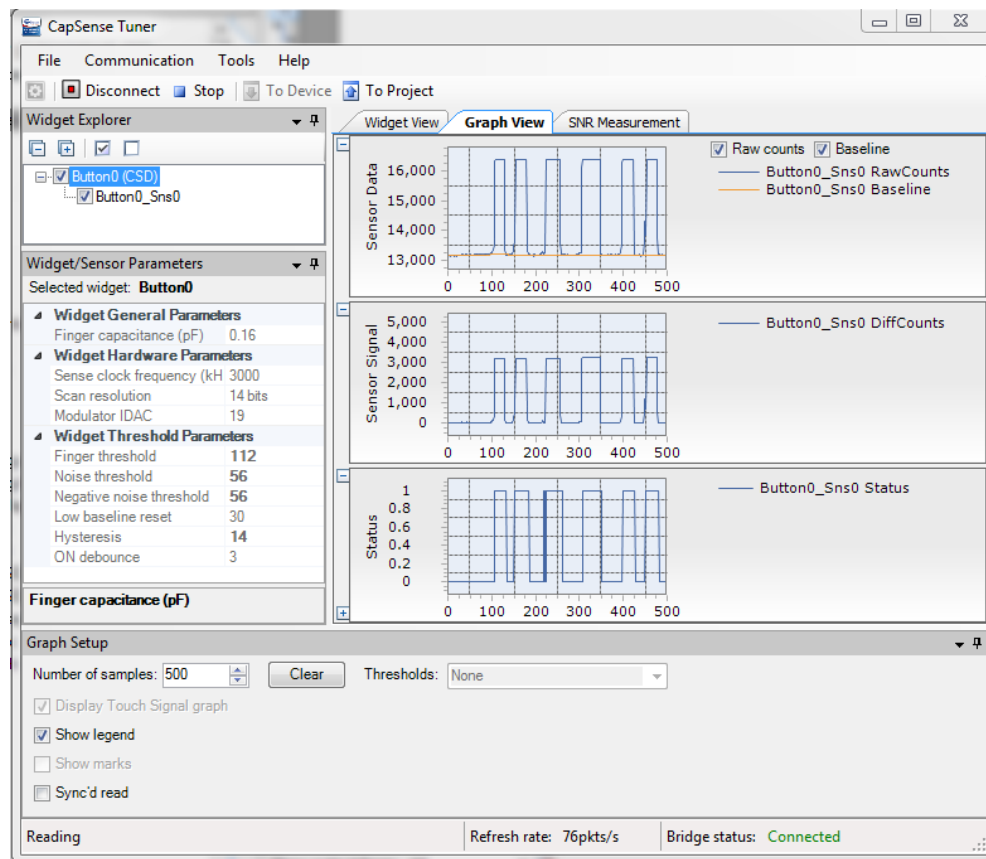 CapSense Tuner
File Communication Tools Help
Disconnect Stop To Device To Project
Widget Explorer
Button0 (CSD)
Button0_Sns0
Widget/Sensor Parameters
Selected widget: Button0
Widget General Parameters
Finger capacitance (pF) 0.16
Widget Hardware Parameters
Sense clock frequency (kH 3000
Scan resolution 14 bits
Modulator IDAC 19
Widget Threshold Parameters
Finger threshold 112
Noise threshold 56
Negative noise threshold 56
Low baseline reset 30
Hysteresis 14
ON debounce 3
Finger capacitance (pF)
Widget View Graph View SNR Measurement
Sensor Data
16,000
15,000
14,000
13,000
0 100 200 300 400 500
Raw counts Baseline
Button0_Sns0 RawCounts
Button0_Sns0 Baseline
Sensor Signal
5,000
4,000
3,000
2,000
1,000
0
0 100 200 300 400 500
Button0_Sns0 DiffCounts
Status
1
0.8
0.6
0.4
0.2
0
0 100 200 300 400 500
Button0_Sns0 Status
Graph Setup
Number of samples: 500 Clear Thresholds: None
Display Touch Signal graph
Show legend
Show marks
Sync'd read
Reading Refresh rate: 76pkts/s Bridge status: Connected